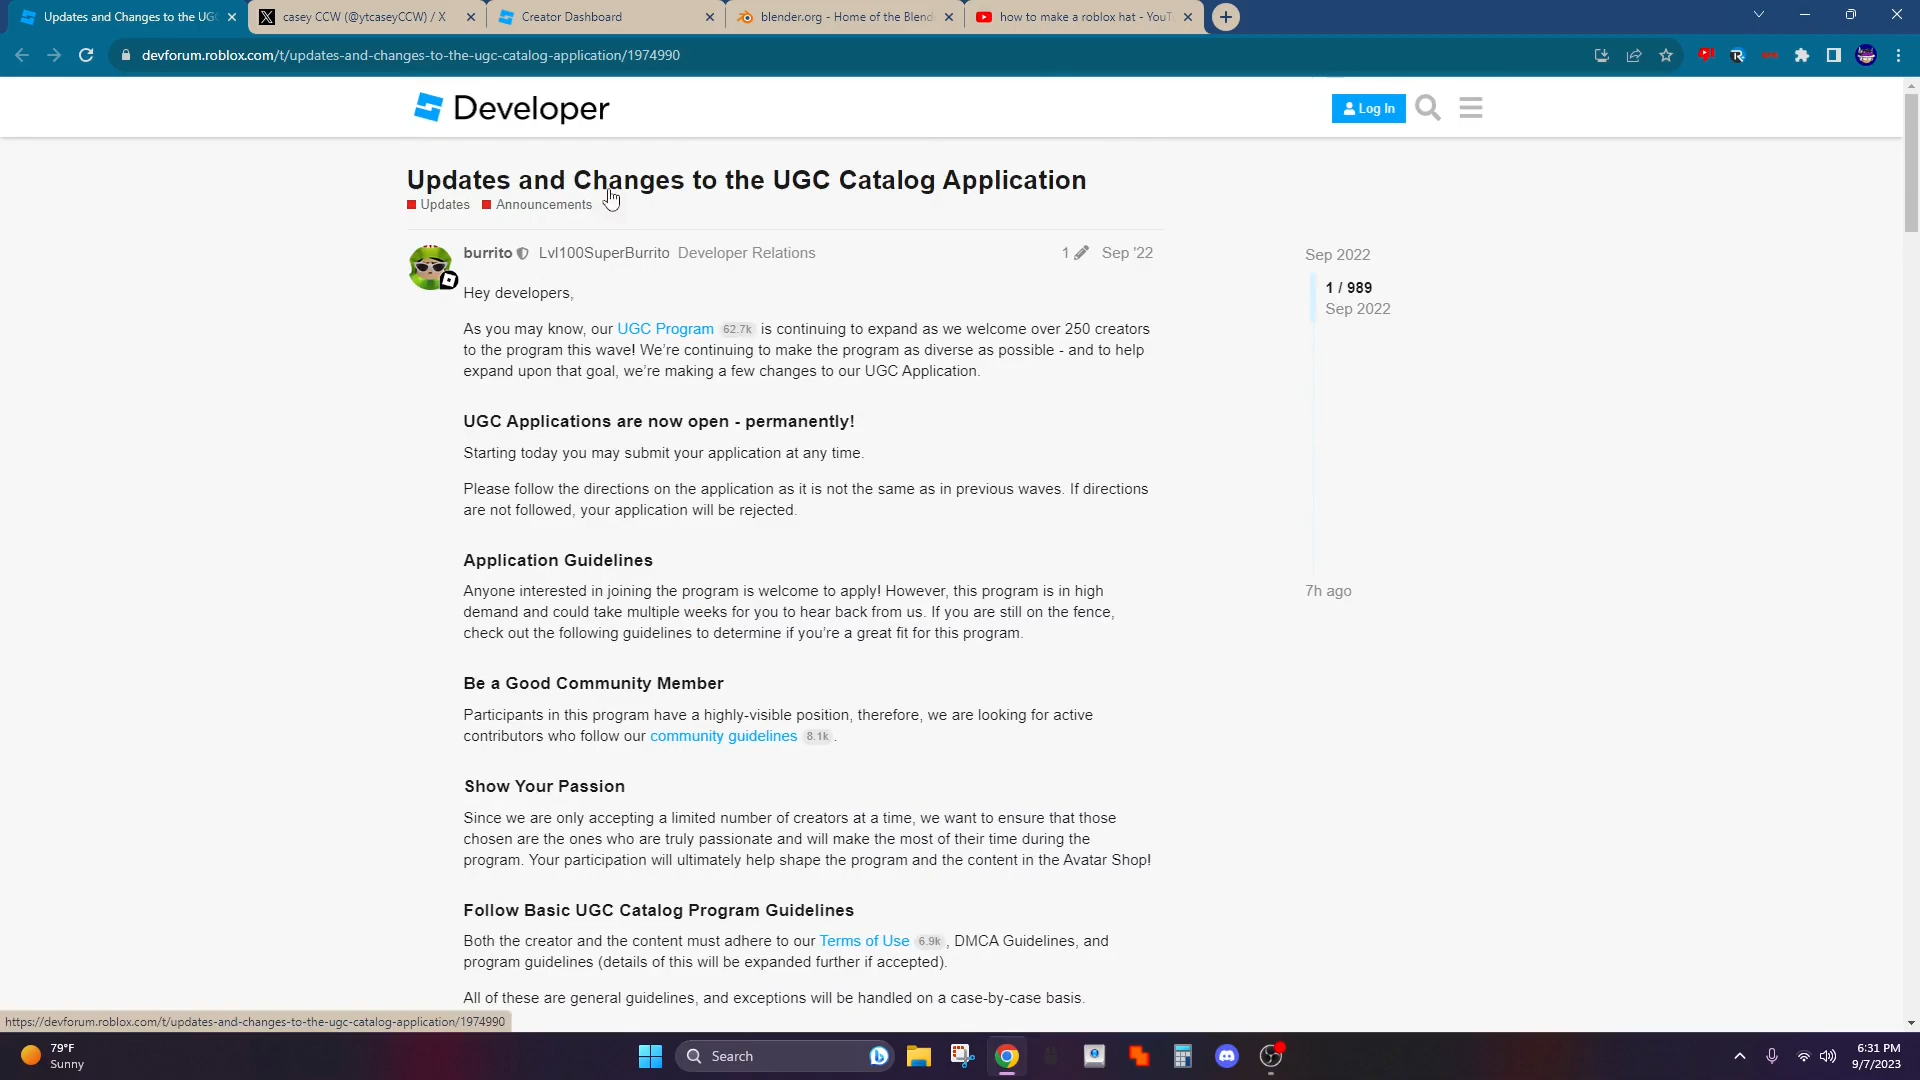 Updates and Changes to the UG
casey CCW (@ytcaseyCCW) / X
Creator Dashboard
blender.org - Home of the Blend
how to make a roblox hat - YouT
devforum.roblox.com/t/updates-and-changes-to-the-ugc-catalog-application/1974990
Developer
Log In
Updates and Changes to the UGC Catalog Application
Updates Announcements
burrito Lvl100SuperBurrito Developer Relations 1 Sep '22
Hey developers,
As you may know, our UGC Program 62.7k is continuing to expand as we welcome over 250 creators
to the program this wave! We're continuing to make the program as diverse as possible - and to help
expand upon that goal, we're making a few changes to our UGC Application.
UGC Applications are now open - permanently!
Starting today you may submit your application at any time.
Please follow the directions on the application as it is not the same as in previous waves. If directions
are not followed, your application will be rejected.
Application Guidelines
Anyone interested in joining the program is welcome to apply! However, this program is in high
demand and could take multiple weeks for you to hear back from us. If you are still on the fence,
check out the following guidelines to determine if you're a great fit for this program.
Be a Good Community Member
Participants in this program have a highly-visible position, therefore, we are looking for active
contributors who follow our community guidelines 8.1k .
Show Your Passion
Since we are only accepting a limited number of creators at a time, we want to ensure that those
chosen are the ones who are truly passionate and will make the most of their time during the
program. Your participation will ultimately help shape the program and the content in the Avatar Shop!
Follow Basic UGC Catalog Program Guidelines
Both the creator and the content must adhere to our Terms of Use 6.9k , DMCA Guidelines, and
program guidelines (details of this will be expanded further if accepted).
All of these are general guidelines, and exceptions will be handled on a case-by-case basis.
Sep 2022
1 / 989
Sep 2022
7h ago
https://devforum.roblox.com/t/updates-and-changes-to-the-ugc-catalog-application/1974990
79°F
Sunny
Search
6:31 PM
9/7/2023